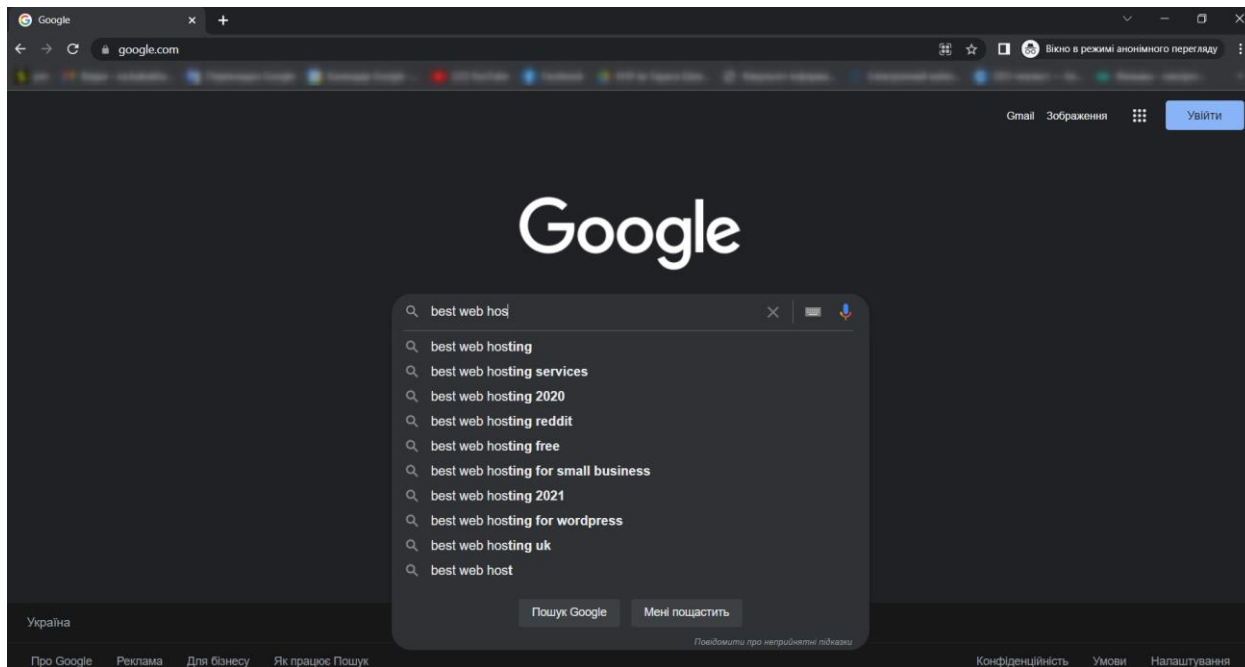 Google
google.com
Вікно в режимі анонімного перегляду
Gmail Зображення Увійти
Google
best web hos
best web hosting
best web hosting services
best web hosting 2020
best web hosting reddit
best web hosting free
best web hosting for small business
best web hosting 2021
best web hosting for wordpress
best web hosting uk
best web host
Пошук Google Мені пощастить
Повідомити про неприйнятні підказки
Україна
Про Google Реклама Для бізнесу Як працює Пошук Конфіденційність Умови Налаштування